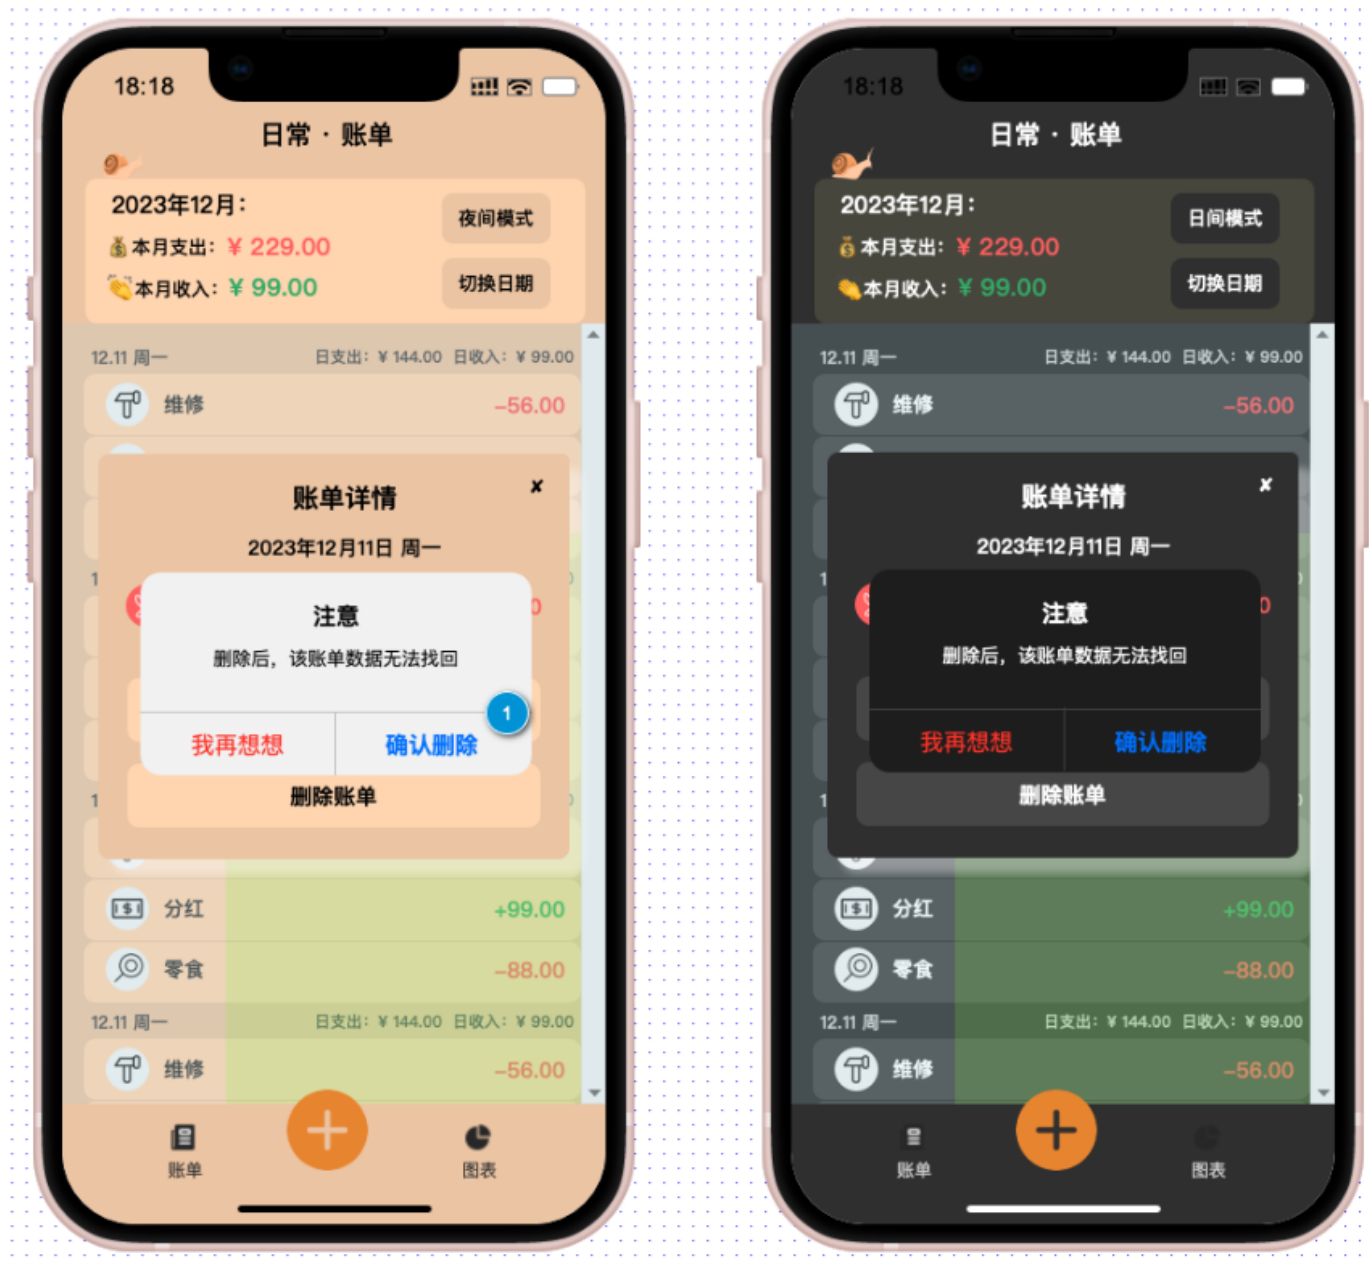 18:18
日常 · 账单
2023年12月：
夜间模式
本月支出：¥ 229.00
本月收入：¥ 99.00
切换日期
12.11 周一
日支出：¥ 144.00 日收入：¥ 99.00
维修
-56.00
账单详情
✘
2023年12月11日 周一
注意
删除后，该账单数据无法找回
1
我再想想
确认删除
删除账单
分红
+99.00
零食
-88.00
12.11 周一
日支出：¥ 144.00 日收入：¥ 99.00
维修
-56.00
账单
图表
18:18
日常 · 账单
2023年12月：
日间模式
本月支出：¥ 229.00
本月收入：¥ 99.00
切换日期
12.11 周一
日支出：¥ 144.00 日收入：¥ 99.00
维修
-56.00
账单详情
✘
2023年12月11日 周一
注意
删除后，该账单数据无法找回
我再想想
确认删除
删除账单
分红
+99.00
零食
-88.00
12.11 周一
日支出：¥ 144.00 日收入：¥ 99.00
维修
-56.00
账单
图表